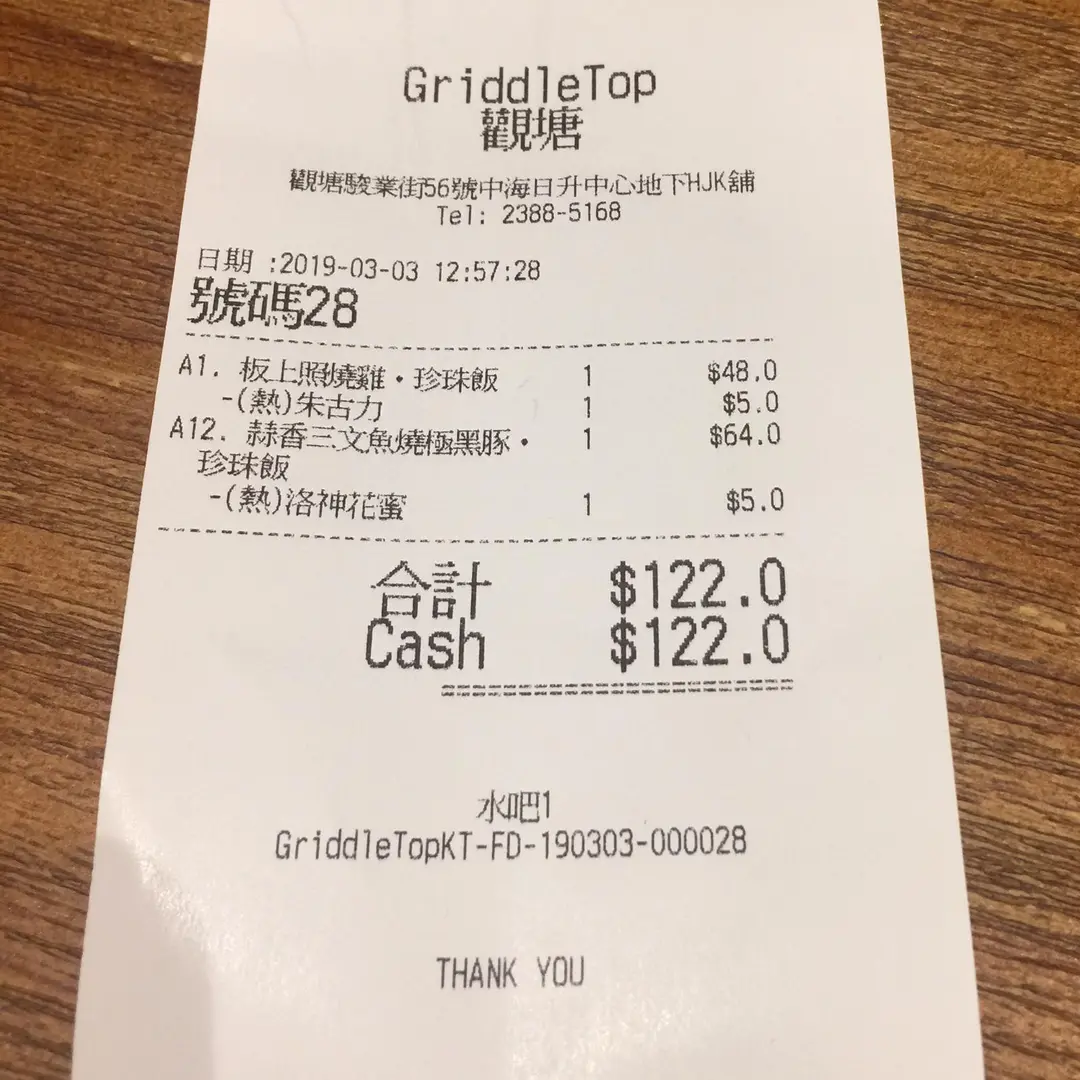 GriddleTop
觀塘
觀塘駿業街56號中海日升中心地下HJK舖
Tel: 2388-5168
日期 :2019-03-03 12:57:28
號碼28
A1. 板上照燒雞・珍珠飯 1 $48.0
-(熱)朱古力 1 $5.0
A12. 蒜香三文魚燒極黑豚・ 1 $64.0
珍珠飯
-(熱)洛神花蜜 1 $5.0
合計 $122.0
Cash $122.0
水吧1
GriddleTopKT-FD-190303-000028
THANK YOU